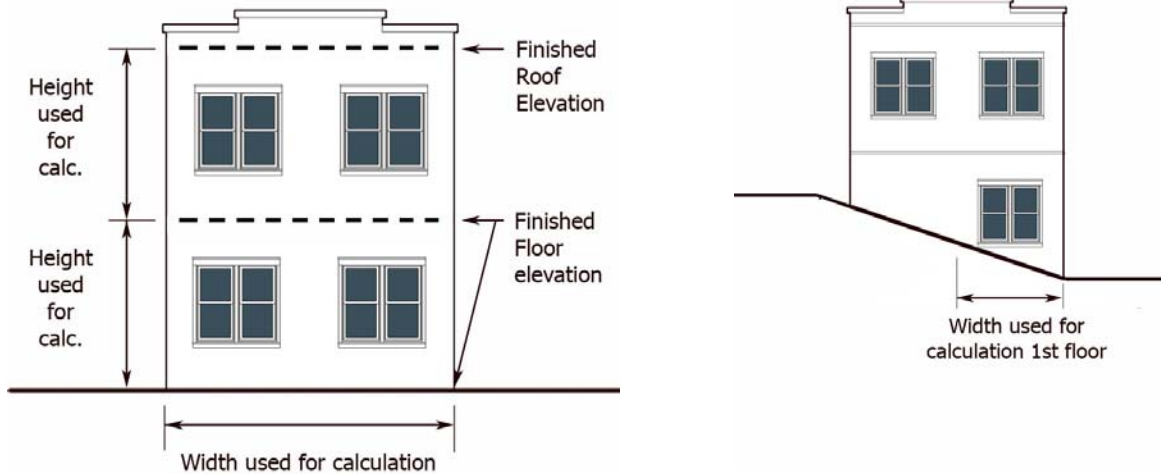 Height
used
for
calc.
Height
used
for
calc.
Finished
Roof
Elevation
Finished
Floor
elevation
Width used for calculation
Width used for
calculation 1st floor